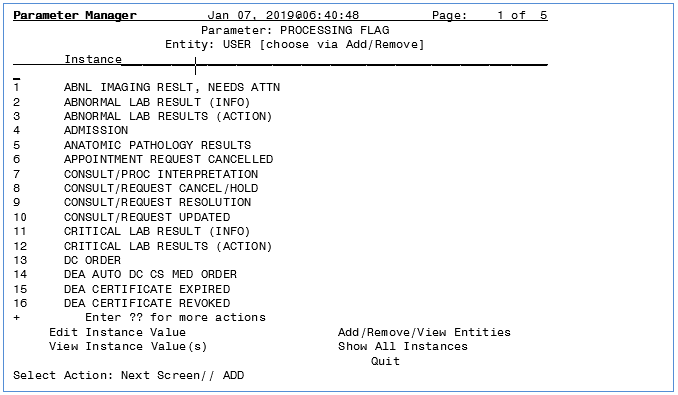 Parameter Manager Jan 07, 2019@06:40:48 Page: 1 of 5
Parameter: PROCESSING FLAG
Entity: USER [choose via Add/Remove]
Instance
1 ABNL IMAGING RESLT, NEEDS ATTN
2 ABNORMAL LAB RESULT (INFO)
3 ABNORMAL LAB RESULTS (ACTION)
4 ADMISSION
5 ANATOMIC PATHOLOGY RESULTS
6 APPOINTMENT REQUEST CANCELLED
7 CONSULT/PROC INTERPRETATION
8 CONSULT/REQUEST CANCEL/HOLD
9 CONSULT/REQUEST RESOLUTION
10 CONSULT/REQUEST UPDATED
11 CRITICAL LAB RESULT (INFO)
12 CRITICAL LAB RESULTS (ACTION)
13 DC ORDER
14 DEA AUTO DC CS MED ORDER
15 DEA CERTIFICATE EXPIRED
16 DEA CERTIFICATE REVOKED
+ Enter ?? for more actions
Edit Instance Value Add/Remove/View Entities
View Instance Value(s) Show All Instances
Quit
Select Action: Next Screen// ADD